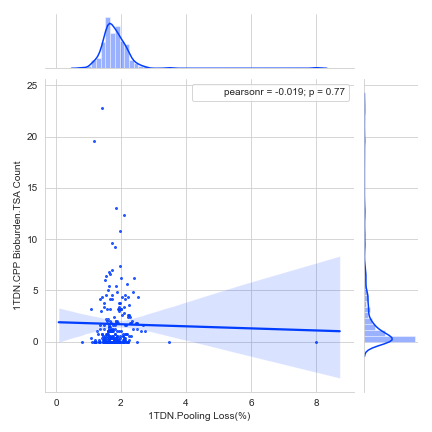 pearsonr = -0.019; p = 0.77
25
20
15
10
5
0
1TDN.CPP Bioburden.TSA Count
0 2 4 6 8
1TDN.Pooling Loss(%)